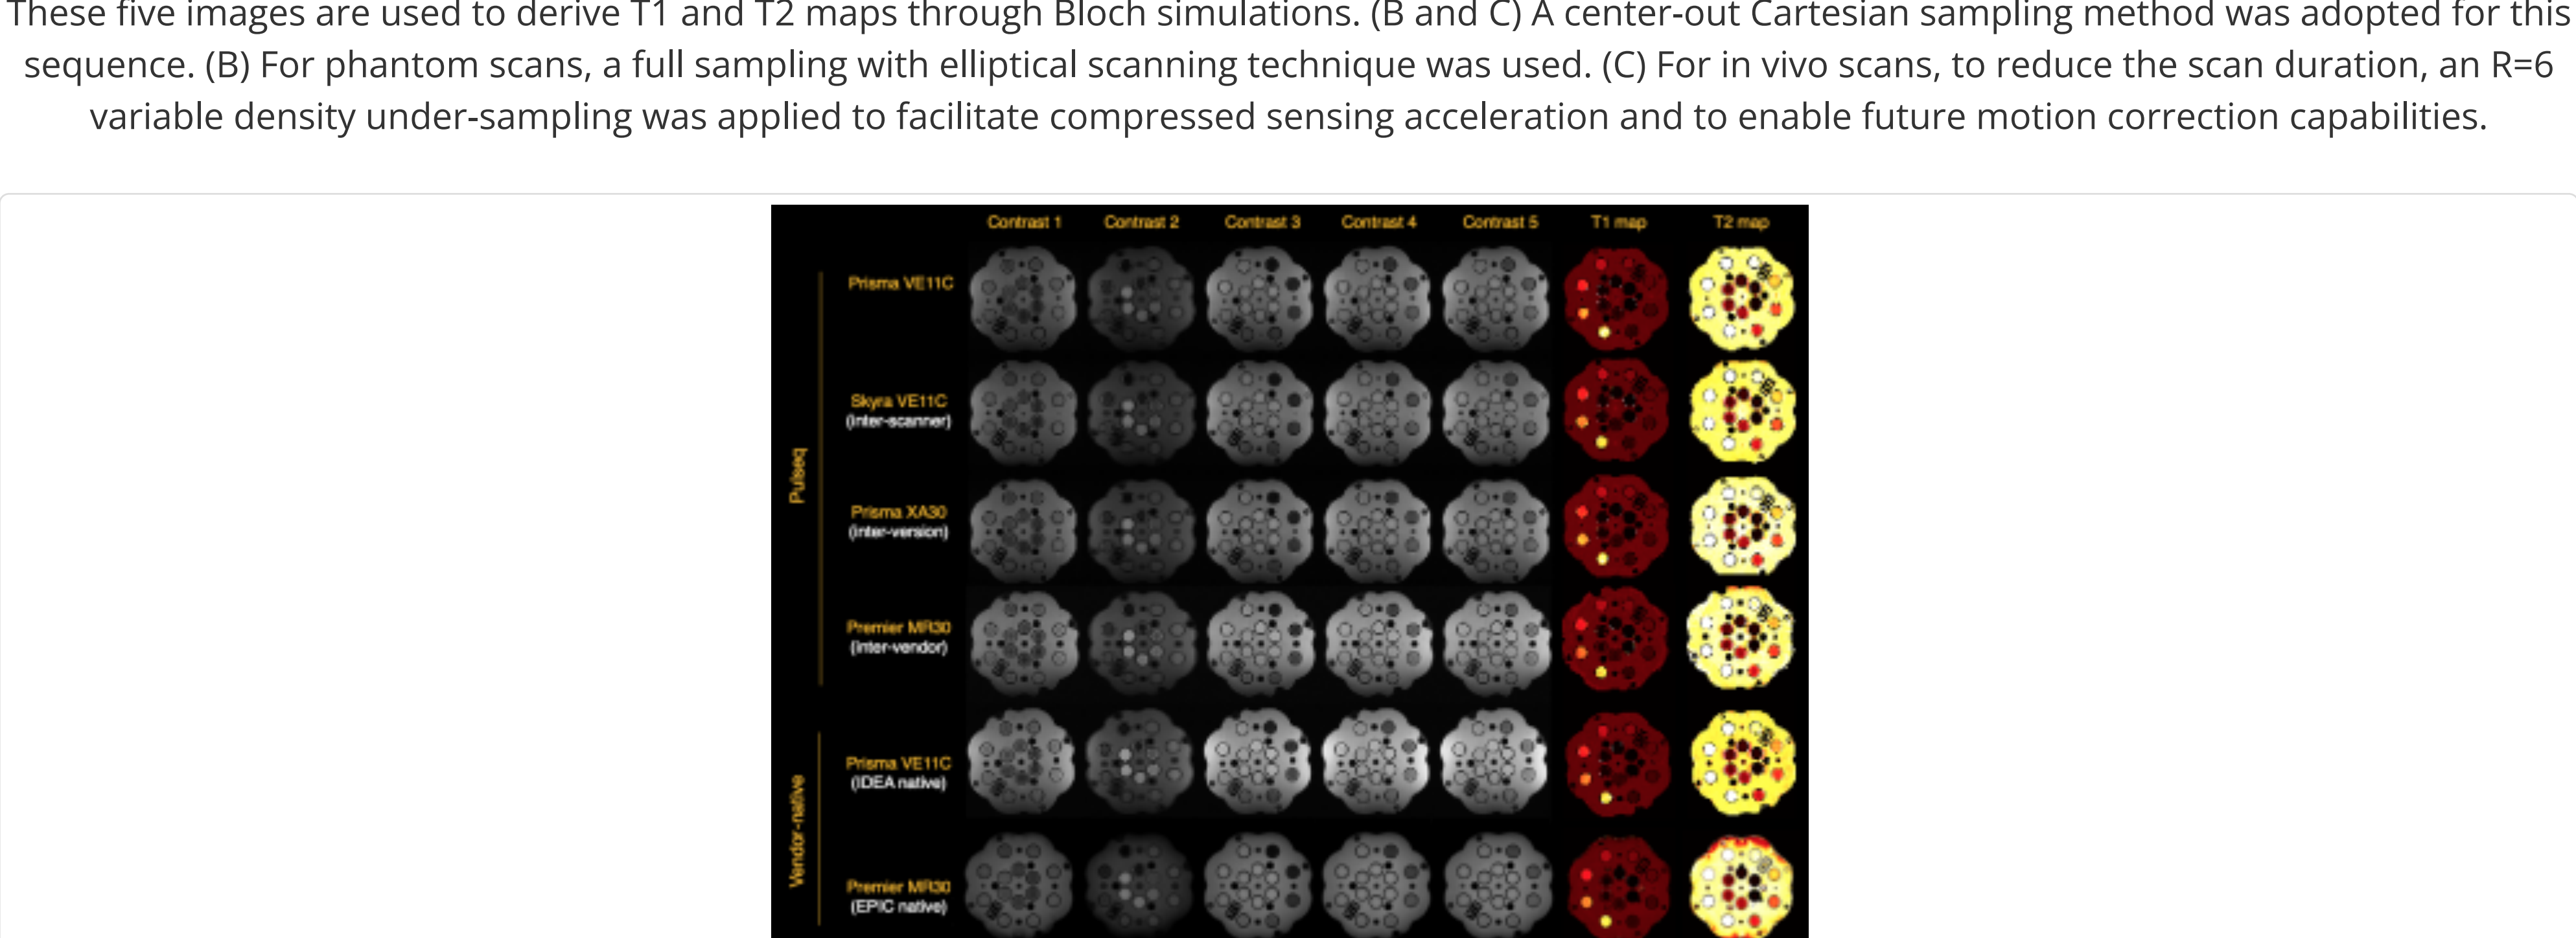 These five images are used to derive T1 and T2 maps through Bloch simulations. (B and C) A center-out Cartesian sampling method was adopted for this
sequence. (B) For phantom scans, a full sampling with elliptical scanning technique was used. (C) For in vivo scans, to reduce the scan duration, an R=6
variable density under-sampling was applied to facilitate compressed sensing acceleration and to enable future motion correction capabilities.
Contrast 1 Contrast 2 Contrast 3 Contrast 4 Contrast 5 T1 map T2 map
Pulseq
Prisma VE11C
Skyra VE11C
(inter-scanner)
Prisma XA30
(inter-version)
Premier MR30
(inter-vendor)
Vendor-native
Prisma VE11C
(IDEA native)
Premier MR30
(EPIC native)